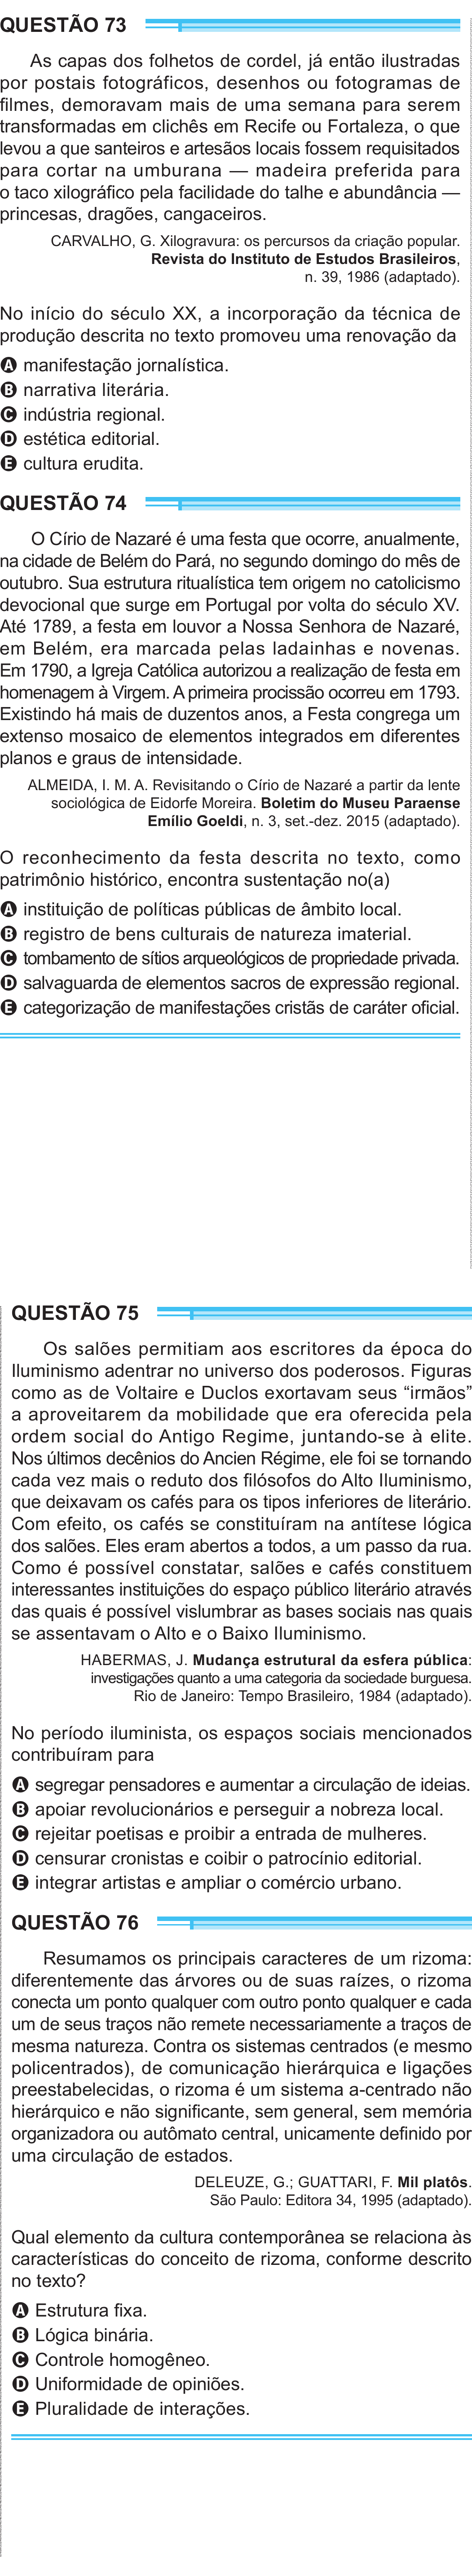 QUESTÃO 73
As capas dos folhetos de cordel, já então ilustradas
por postais fotográficos, desenhos ou fotogramas de
filmes, demoravam mais de uma semana para serem
transformadas em clichês em Recife ou Fortaleza, o que
levou a que santeiros e artesãos locais fossem requisitados
para cortar na umburana — madeira preferida para
o taco xilográfico pela facilidade do talhe e abundância —
princesas, dragões, cangaceiros.
CARVALHO, G. Xilogravura: os percursos da criação popular.
Revista do Instituto de Estudos Brasileiros,
n. 39, 1986 (adaptado).
No início do século XX, a incorporação da técnica de
produção descrita no texto promoveu uma renovação da
A manifestação jornalística.
B narrativa literária.
C indústria regional.
D estética editorial.
E cultura erudita.
QUESTÃO 74
O Círio de Nazaré é uma festa que ocorre, anualmente,
na cidade de Belém do Pará, no segundo domingo do mês de
outubro. Sua estrutura ritualística tem origem no catolicismo
devocional que surge em Portugal por volta do século XV.
Até 1789, a festa em louvor a Nossa Senhora de Nazaré,
em Belém, era marcada pelas ladainhas e novenas.
Em 1790, a Igreja Católica autorizou a realização de festa em
homenagem à Virgem. A primeira procissão ocorreu em 1793.
Existindo há mais de duzentos anos, a Festa congrega um
extenso mosaico de elementos integrados em diferentes
planos e graus de intensidade.
ALMEIDA, I. M. A. Revisitando o Círio de Nazaré a partir da lente
sociológica de Eidorfe Moreira. Boletim do Museu Paraense
Emílio Goeldi, n. 3, set.-dez. 2015 (adaptado).
O reconhecimento da festa descrita no texto, como
patrimônio histórico, encontra sustentação no(a)
A instituição de políticas públicas de âmbito local.
B registro de bens culturais de natureza imaterial.
C tombamento de sítios arqueológicos de propriedade privada.
D salvaguarda de elementos sacros de expressão regional.
E categorização de manifestações cristãs de caráter oficial.
QUESTÃO 75
Os salões permitiam aos escritores da época do
Iluminismo adentrar no universo dos poderosos. Figuras
como as de Voltaire e Duclos exortavam seus “irmãos”
a aproveitarem da mobilidade que era oferecida pela
ordem social do Antigo Regime, juntando-se à elite.
Nos últimos decênios do Ancien Régime, ele foi se tornando
cada vez mais o reduto dos filósofos do Alto Iluminismo,
que deixavam os cafés para os tipos inferiores de literário.
Com efeito, os cafés se constituíram na antítese lógica
dos salões. Eles eram abertos a todos, a um passo da rua.
Como é possível constatar, salões e cafés constituem
interessantes instituições do espaço público literário através
das quais é possível vislumbrar as bases sociais nas quais
se assentavam o Alto e o Baixo Iluminismo.
HABERMAS, J. Mudança estrutural da esfera pública:
investigações quanto a uma categoria da sociedade burguesa.
Rio de Janeiro: Tempo Brasileiro, 1984 (adaptado).
No período iluminista, os espaços sociais mencionados
contribuíram para
A segregar pensadores e aumentar a circulação de ideias.
B apoiar revolucionários e perseguir a nobreza local.
C rejeitar poetisas e proibir a entrada de mulheres.
D censurar cronistas e coibir o patrocínio editorial.
E integrar artistas e ampliar o comércio urbano.
QUESTÃO 76
Resumamos os principais caracteres de um rizoma:
diferentemente das árvores ou de suas raízes, o rizoma
conecta um ponto qualquer com outro ponto qualquer e cada
um de seus traços não remete necessariamente a traços de
mesma natureza. Contra os sistemas centrados (e mesmo
policentrados), de comunicação hierárquica e ligações
preestabelecidas, o rizoma é um sistema a-centrado não
hierárquico e não significante, sem general, sem memória
organizadora ou autômato central, unicamente definido por
uma circulação de estados.
DELEUZE, G.; GUATTARI, F. Mil platôs.
São Paulo: Editora 34, 1995 (adaptado).
Qual elemento da cultura contemporânea se relaciona às
características do conceito de rizoma, conforme descrito
no texto?
A Estrutura fixa.
B Lógica binária.
C Controle homogêneo.
D Uniformidade de opiniões.
E Pluralidade de interações.